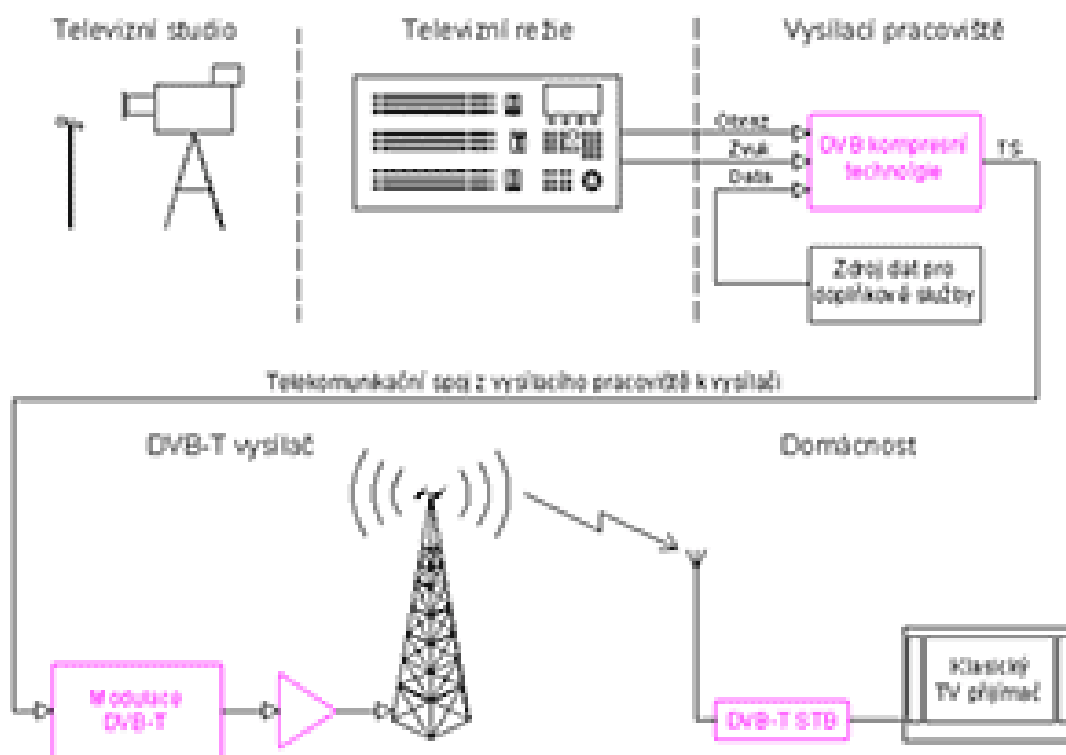 Televizní studio
Televizní režie
Vysílací pracoviště
Obraz
Zvuk
Data
DVB kompresní
technolgie
TS
Zdroj dat pro
doplňkové služby
Telekomunikační spoj z vysílacího pracoviště k vysílači
DVB-T vysílač
Domácnost
Modulace
DVB-T
DVB-T STB
Klasický
TV přijímač